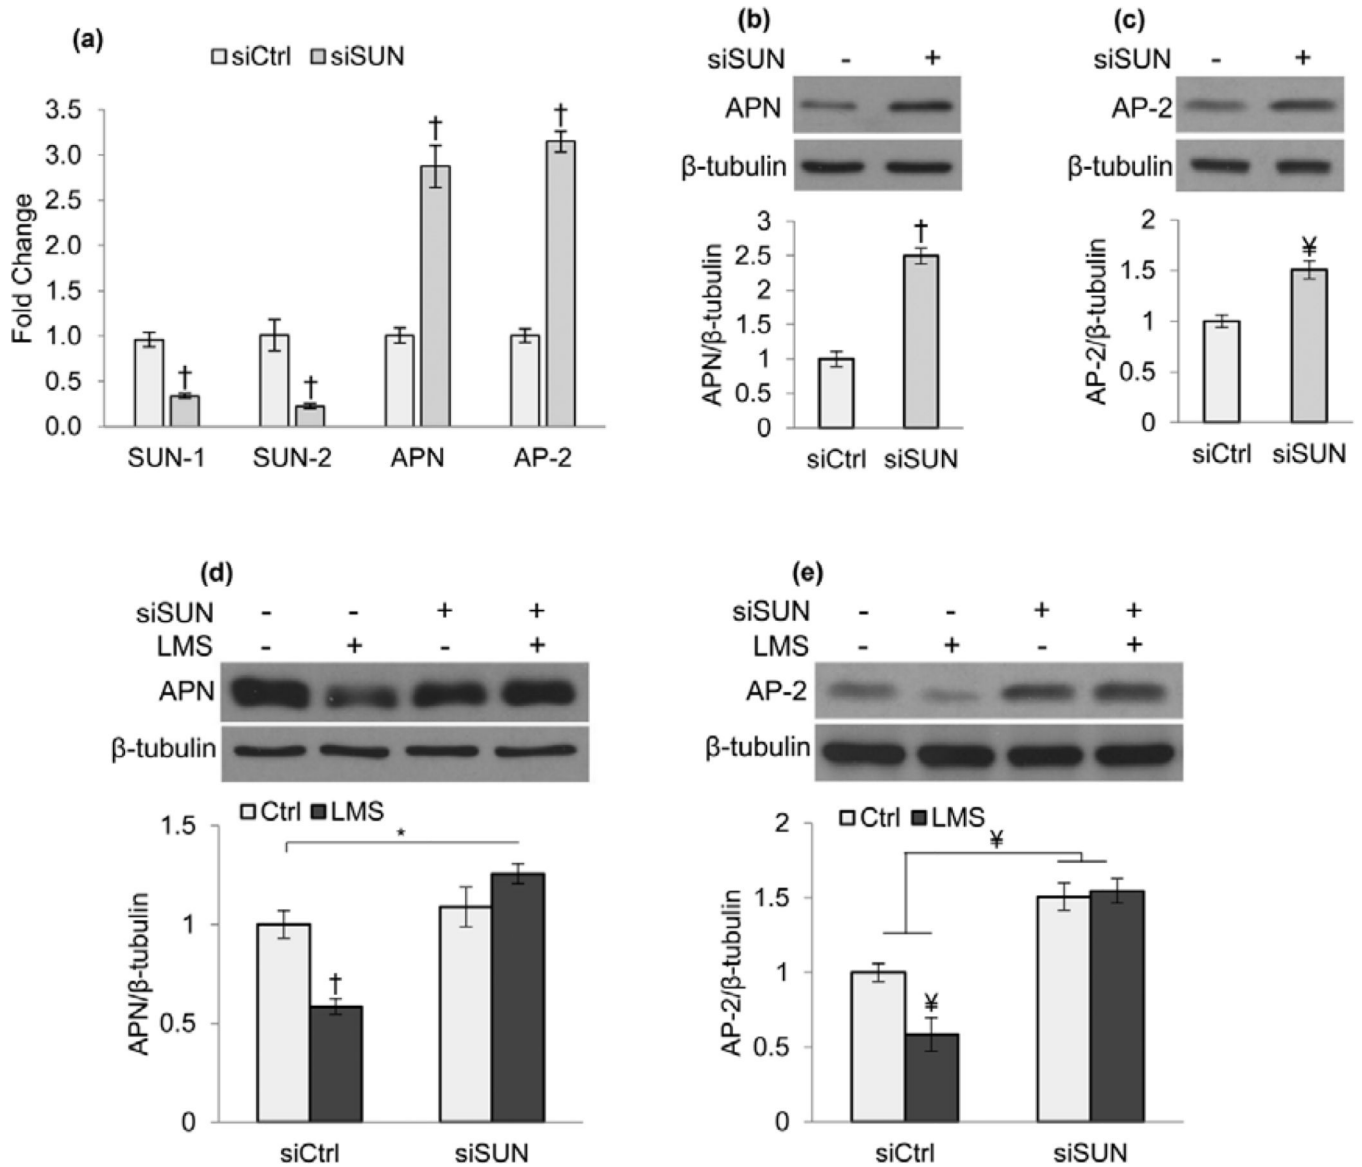 (a)
siCtrl siSUN
Fold Change
3.5
3.0
2.5
2.0
1.5
1.0
0.5
0.0
†
†
†
†
SUN-1 SUN-2 APN AP-2
(b)
siSUN - +
APN
β-tubulin
APN/β-tubulin
3
2.5
2
1.5
1
0.5
0
†
siCtrl siSUN
(c)
siSUN - +
AP-2
β-tubulin
AP-2/β-tubulin
2
1.5
1
0.5
0
¥
siCtrl siSUN
(d)
siSUN - - + +
LMS - + - +
APN
β-tubulin
Ctrl LMS
APN/β-tubulin
1.5
1
0.5
0
*
†
siCtrl siSUN
(e)
siSUN - - + +
LMS - + - +
AP-2
β-tubulin
Ctrl LMS
AP-2/β-tubulin
2
1.5
1
0.5
0
¥
¥
siCtrl siSUN